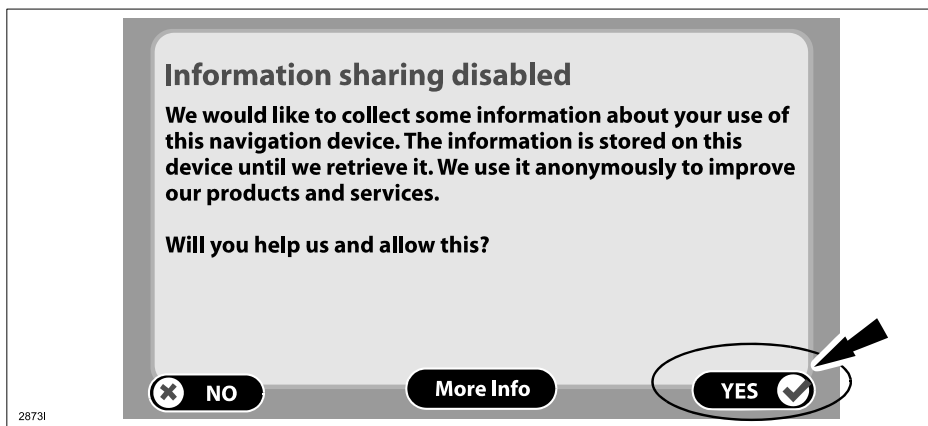 Information sharing disabled
We would like to collect some information about your use of
this navigation device. The information is stored on this
device until we retrieve it. We use it anonymously to improve
our products and services.
Will you help us and allow this?
NO
More Info
YES
2873I